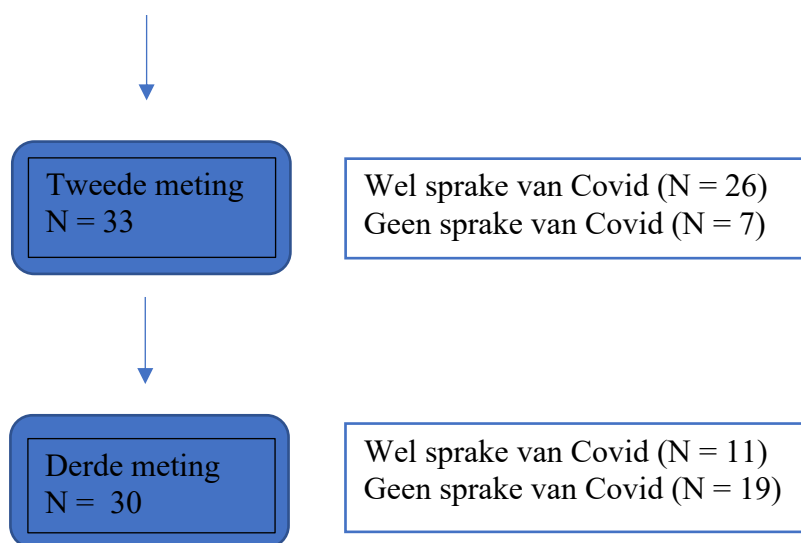 Tweede meting
N = 33
Wel sprake van Covid (N = 26)
Geen sprake van Covid (N = 7)
Derde meting
N = 30
Wel sprake van Covid (N = 11)
Geen sprake van Covid (N = 19)